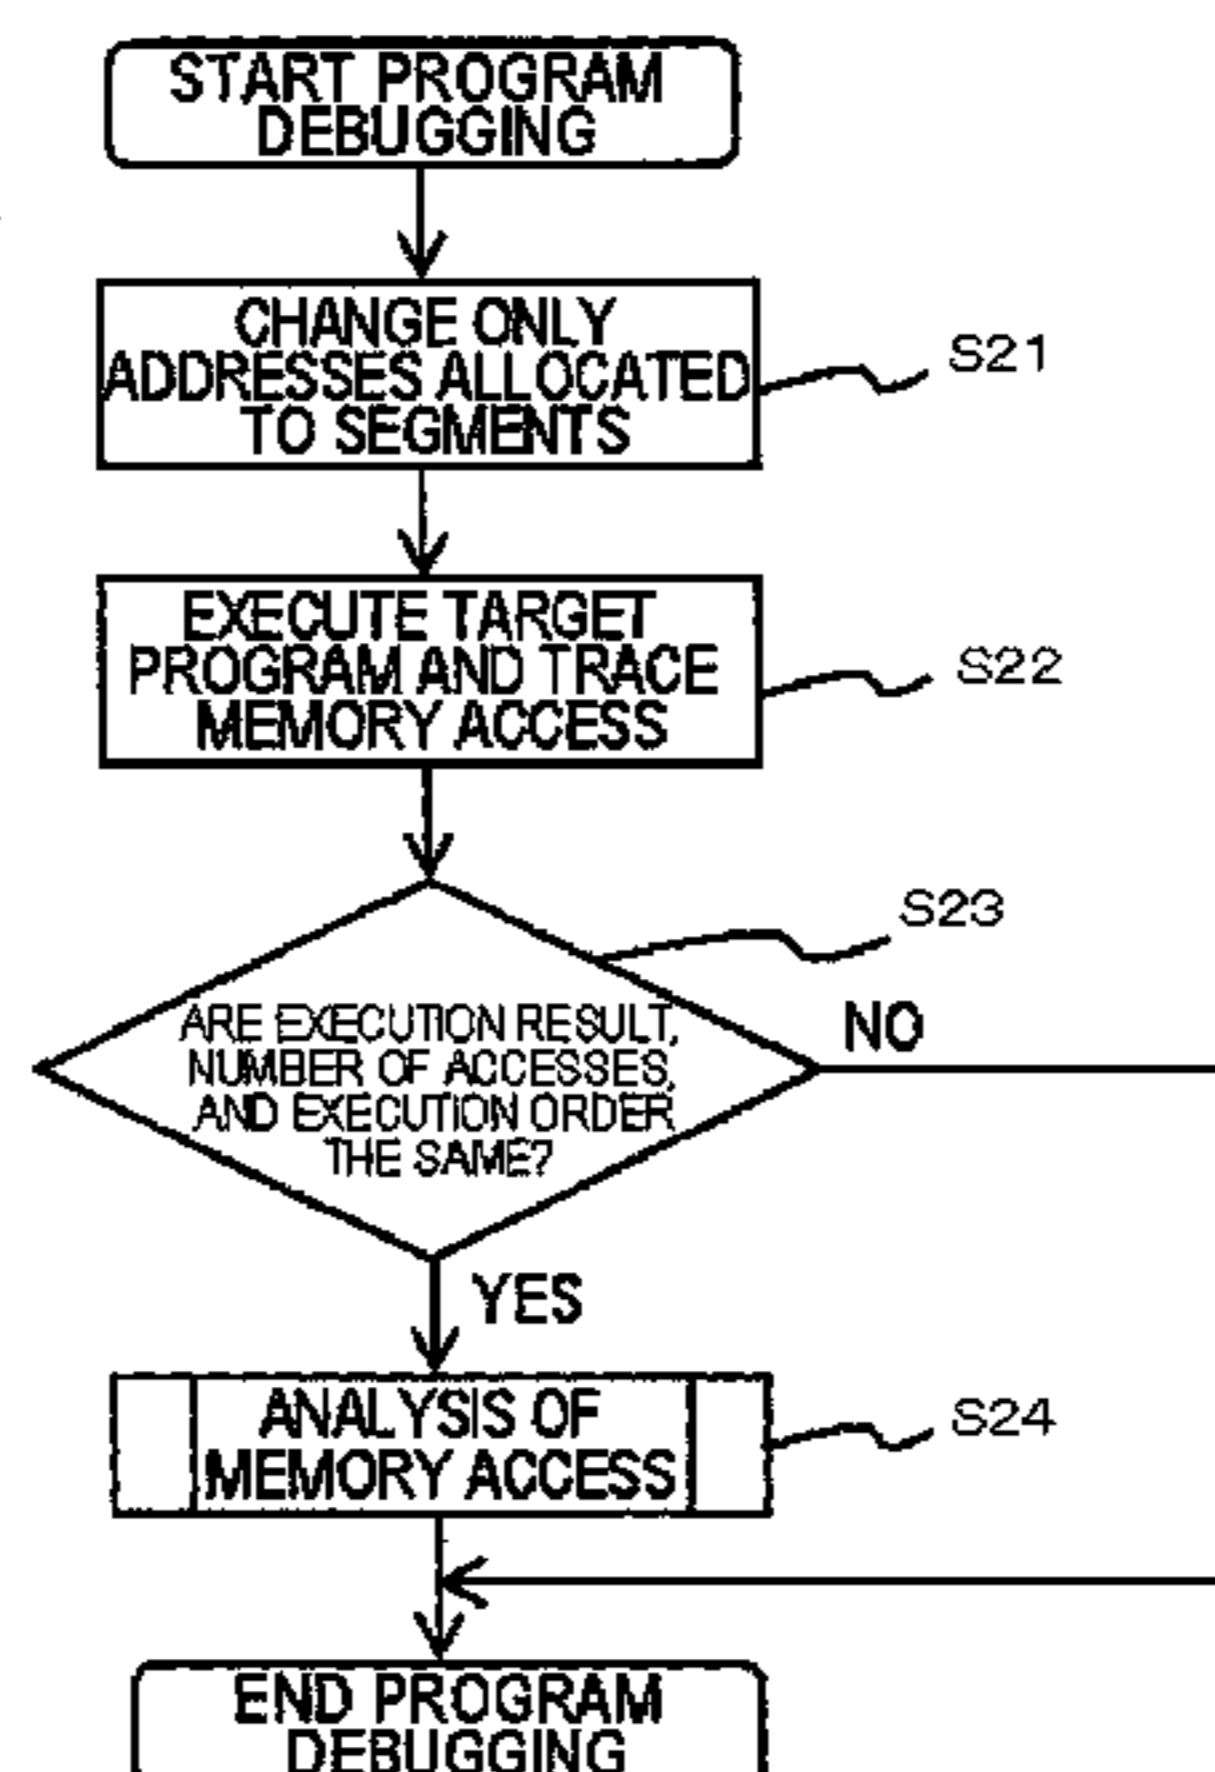 START PROGRAM
DEBUGGING
CHANGE ONLY
ADDRESSES ALLOCATED
TO SEGMENTS
S21
EXECUTE TARGET
PROGRAM AND TRACE
MEMORY ACCESS
S22
S23
ARE EXECUTION RESULT,
NUMBER OF ACCESSES,
AND EXECUTION ORDER
THE SAME?
NO
YES
ANALYSIS OF
MEMORY ACCESS
S24
END PROGRAM
DEBUGGING